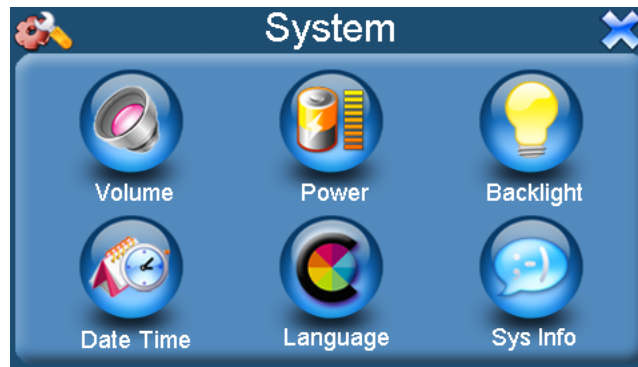 System
Volume
Power
Backlight
Date Time
Language
Sys Info
:-)